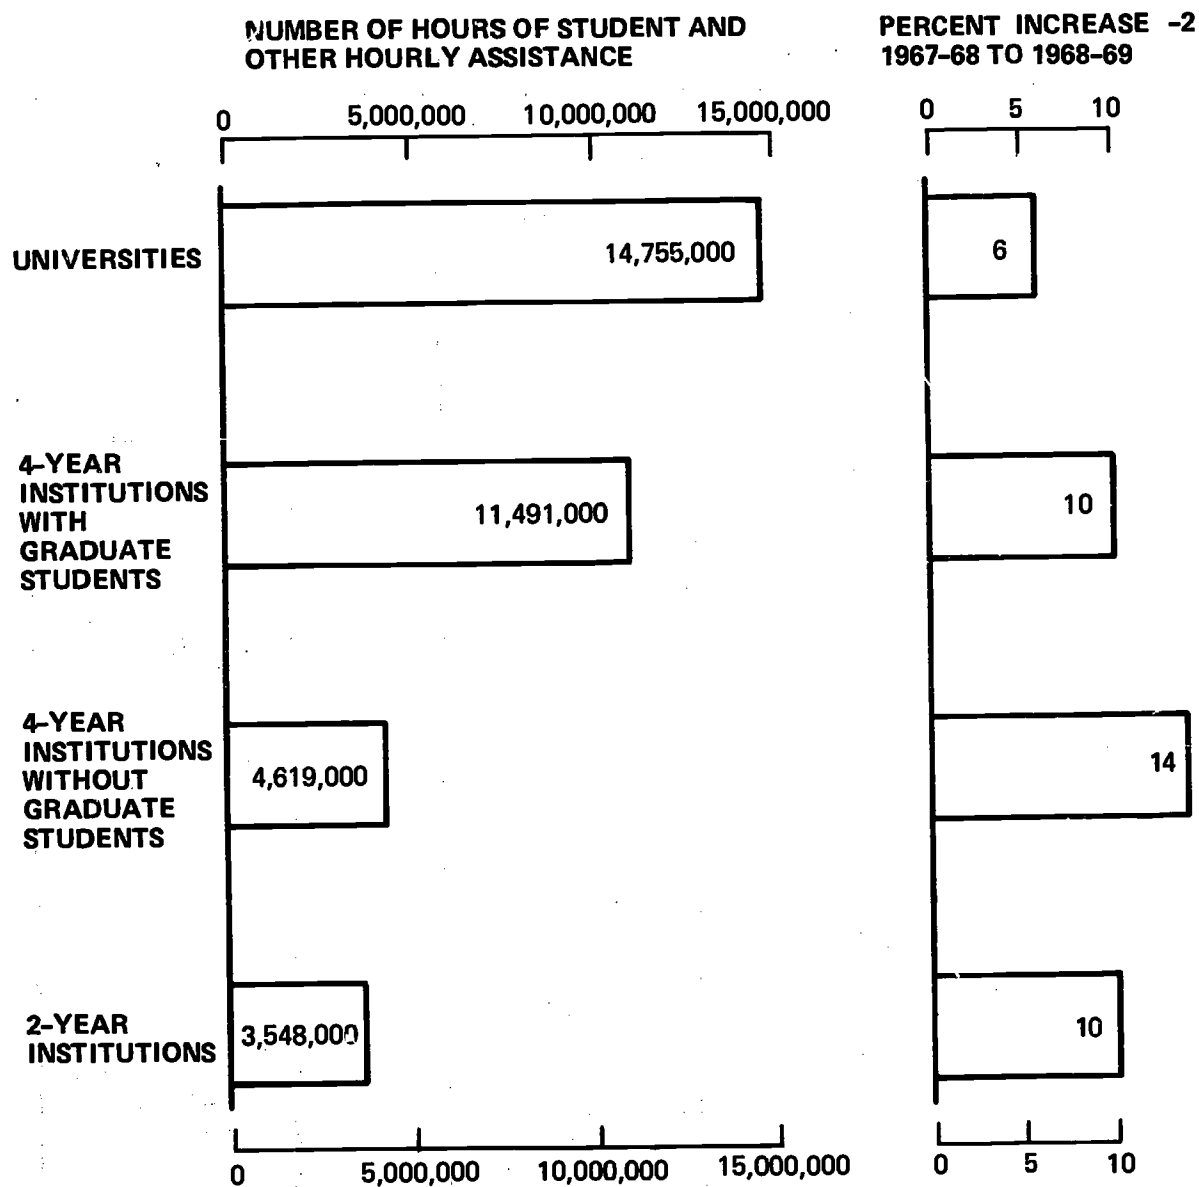 NUMBER OF HOURS OF STUDENT AND
OTHER HOURLY ASSISTANCE
PERCENT INCREASE -2
1967-68 TO 1968-69
0 5,000,000 10,000,000 15,000,000
0 5 10
UNIVERSITIES
14,755,000
6
4-YEAR
INSTITUTIONS
WITH
GRADUATE
STUDENTS
11,491,000
10
4-YEAR
INSTITUTIONS
WITHOUT
GRADUATE
STUDENTS
4,619,000
14
2-YEAR
INSTITUTIONS
3,548,000
10
0 5,000,000 10,000,000 15,000,000
0 5 10